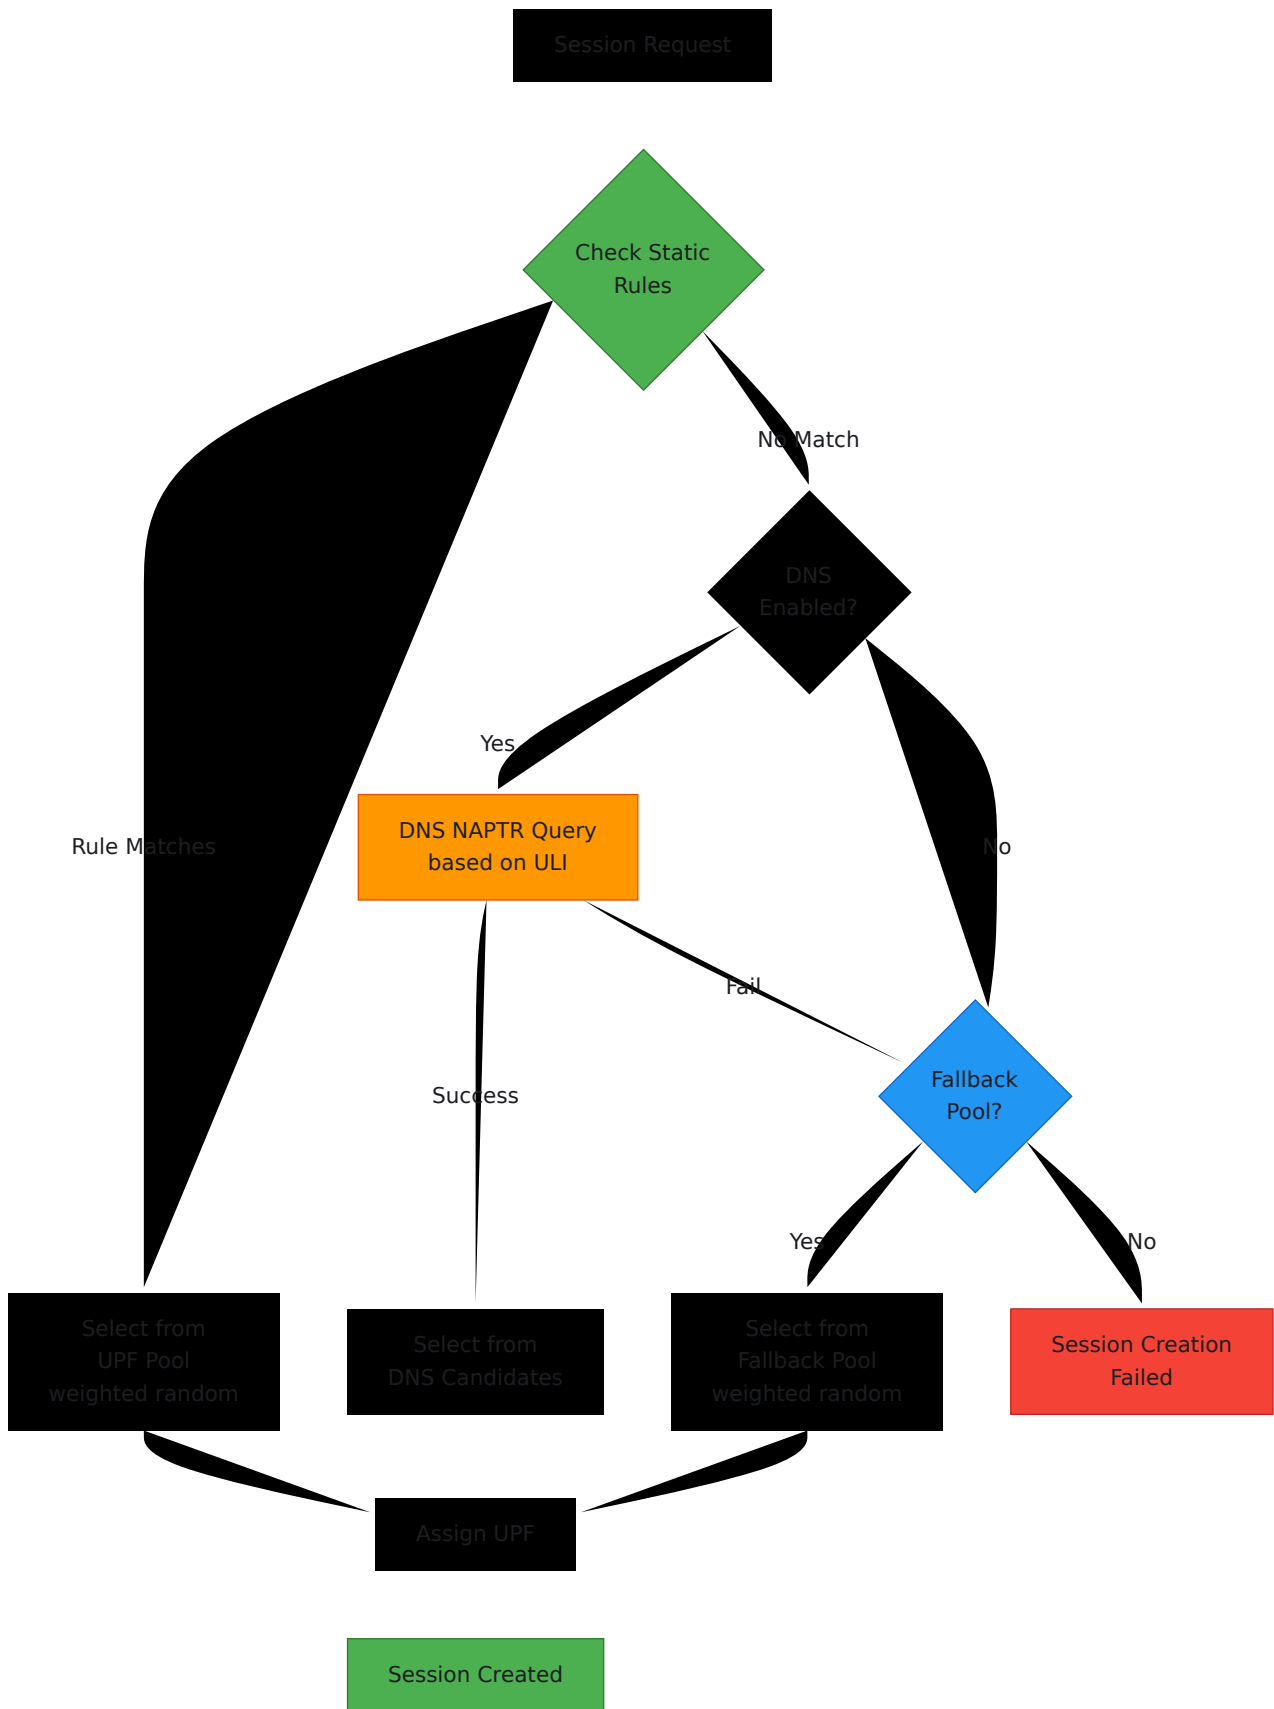 Session Request
Check Static
Rules
No Match
DNS
Enabled?
Yes
Rule Matches
DNS NAPTR Query
based on ULI
No
Fail
Success
Fallback
Pool?
Yes
No
Select from
UPF Pool
weighted random
Select from
DNS Candidates
Select from
Fallback Pool
weighted random
Session Creation
Failed
Assign UPF
Session Created